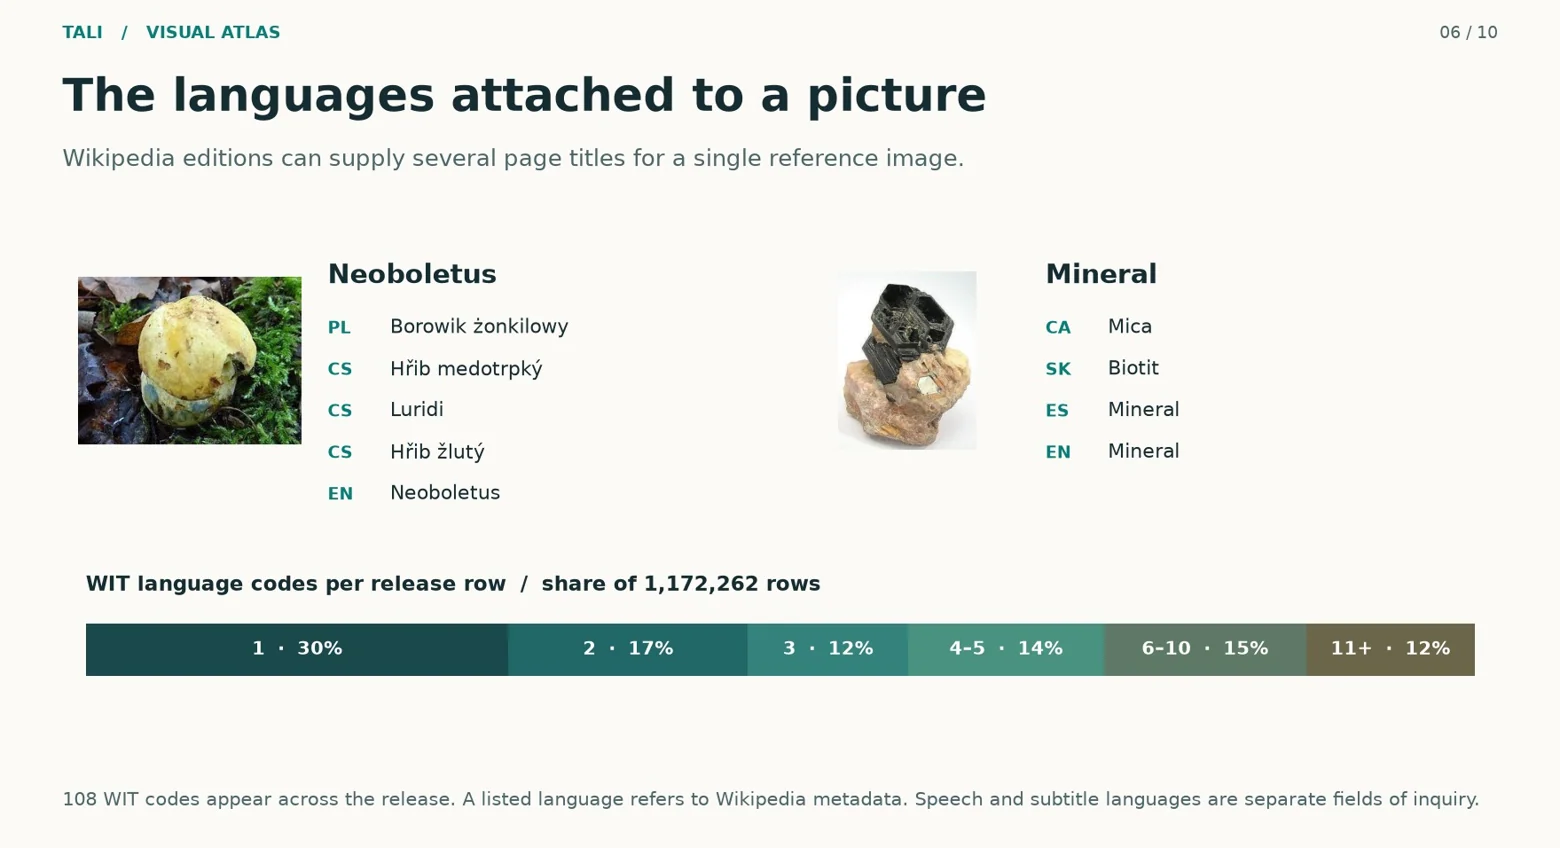 TALI / VISUAL ATLAS
06 / 10
The languages attached to a picture
Wikipedia editions can supply several page titles for a single reference image.
Neoboletus
PL Borowik żonkilowy
CS Hřib medotrpký
CS Luridi
CS Hřib žlutý
EN Neoboletus
Mineral
CA Mica
SK Biotit
ES Mineral
EN Mineral
WIT language codes per release row / share of 1,172,262 rows
1 · 30% 2 · 17% 3 · 12% 4–5 · 14% 6–10 · 15% 11+ · 12%
108 WIT codes appear across the release. A listed language refers to Wikipedia metadata. Speech and subtitle languages are separate fields of inquiry.